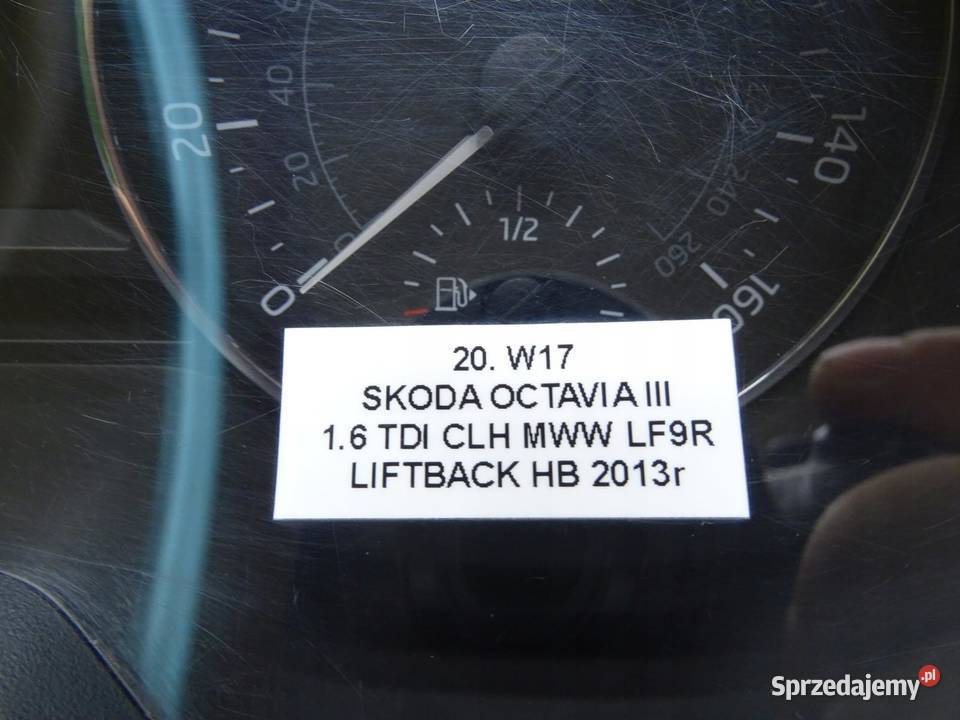 20
40
20
0
0
1/2
140
240
260
160
20. W17
SKODA OCTAVIA III
1.6 TDI CLH MWW LF9R
LIFTBACK HB 2013r
Sprzedajemy.pl